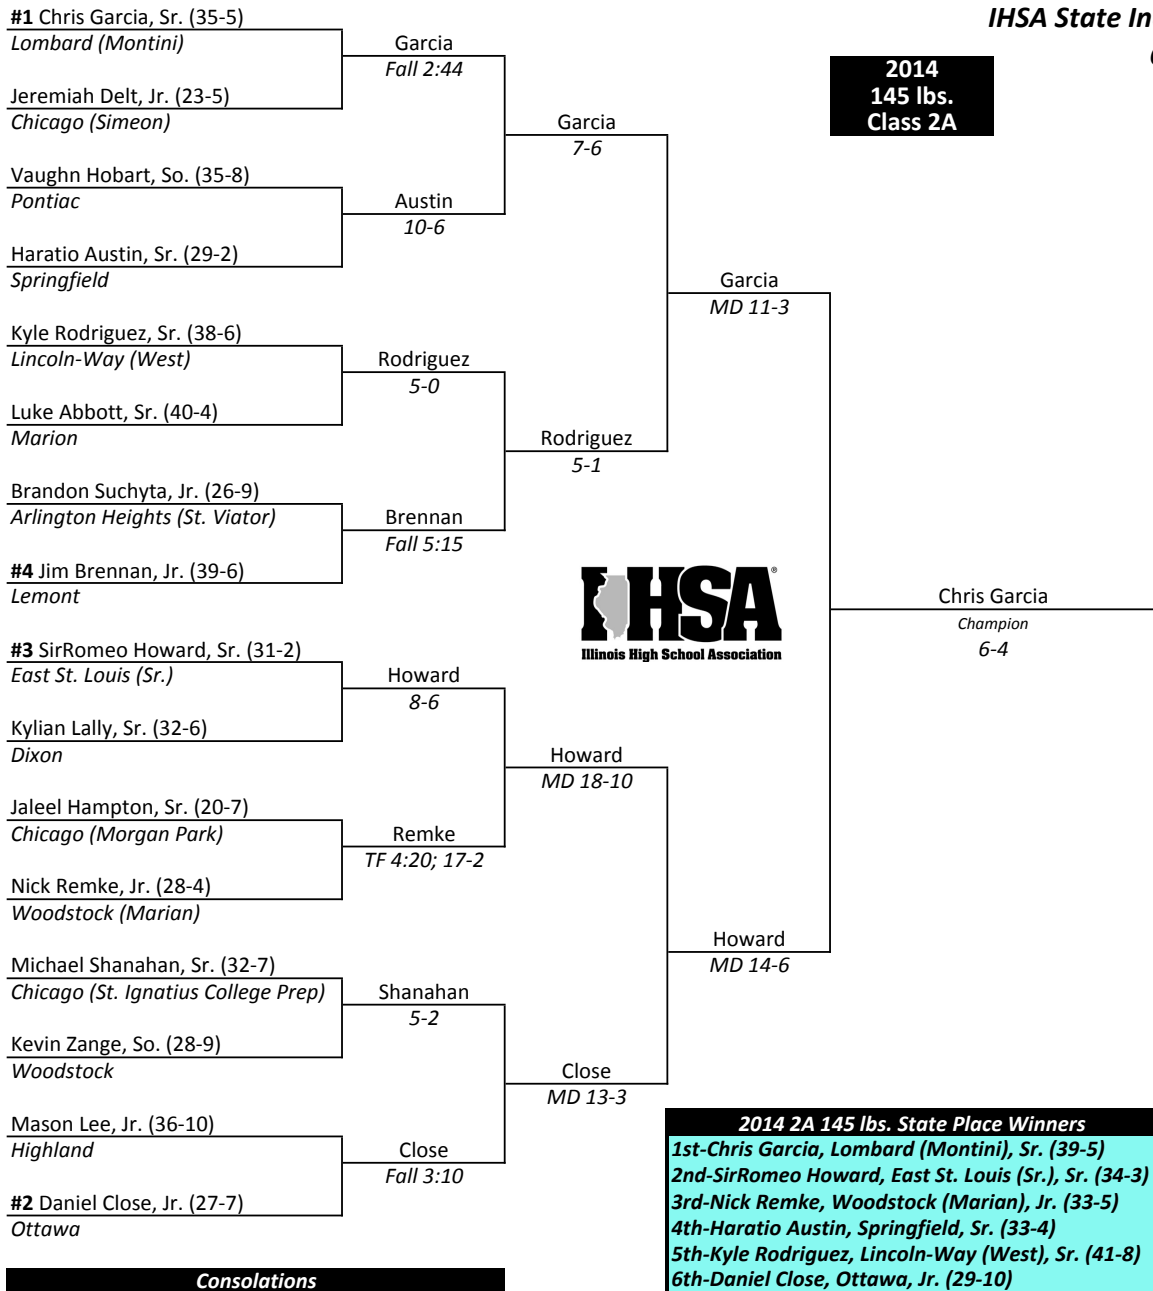 IHSA State In
2014
145 lbs.
Class 2A
#1 Chris Garcia, Sr. (35-5)
Lombard (Montini)
Garcia
Fall 2:44
Jeremiah Delt, Jr. (23-5)
Chicago (Simeon)
Garcia
7-6
Vaughn Hobart, So. (35-8)
Pontiac
Austin
10-6
Haratio Austin, Sr. (29-2)
Springfield
Garcia
MD 11-3
Kyle Rodriguez, Sr. (38-6)
Lincoln-Way (West)
Rodriguez
5-0
Luke Abbott, Sr. (40-4)
Marion
Rodriguez
5-1
Brandon Suchyta, Jr. (26-9)
Arlington Heights (St. Viator)
Brennan
Fall 5:15
#4 Jim Brennan, Jr. (39-6)
Lemont
IHSA
®
Illinois High School Association
Chris Garcia
Champion
6-4
#3 SirRomeo Howard, Sr. (31-2)
East St. Louis (Sr.)
Howard
8-6
Kylian Lally, Sr. (32-6)
Dixon
Howard
MD 18-10
Jaleel Hampton, Sr. (20-7)
Chicago (Morgan Park)
Remke
TF 4:20; 17-2
Nick Remke, Jr. (28-4)
Woodstock (Marian)
Howard
MD 14-6
Michael Shanahan, Sr. (32-7)
Chicago (St. Ignatius College Prep)
Shanahan
5-2
Kevin Zange, So. (28-9)
Woodstock
Close
MD 13-3
Mason Lee, Jr. (36-10)
Highland
Close
Fall 3:10
#2 Daniel Close, Jr. (27-7)
Ottawa
Consolations
2014 2A 145 lbs. State Place Winners
1st-Chris Garcia, Lombard (Montini), Sr. (39-5)
2nd-SirRomeo Howard, East St. Louis (Sr.), Sr. (34-3)
3rd-Nick Remke, Woodstock (Marian), Jr. (33-5)
4th-Haratio Austin, Springfield, Sr. (33-4)
5th-Kyle Rodriguez, Lincoln-Way (West), Sr. (41-8)
6th-Daniel Close, Ottawa, Jr. (29-10)